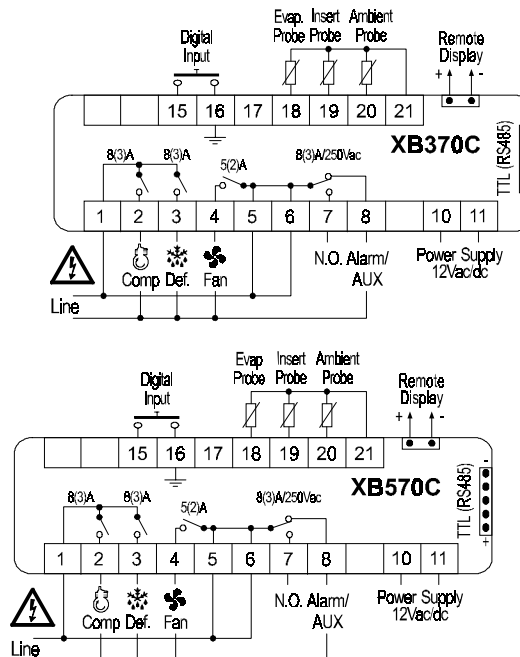 Evap. Insert Ambient
Probe Probe Probe
Digital
Input
Remote
Display
+ -
15 16 17 18 19 20 21
XB370C
TTL (RS485)
8(3)A 8(3)A 5(2)A 8(3)A/250Vac
1 2 3 4 5 6 7 8 10 11
Comp Def. Fan
N.O. Alarm/
AUX
Power Supply
12Vac/dc
Line
Evap Insert Ambient
Probe Probe Probe
Digital
Input
Remote
Display
+ -
15 16 17 18 19 20 21
XB570C
TTL (RS485)
-
+
8(3)A 8(3)A 5(2)A 8(3)A/250Vac
1 2 3 4 5 6 7 8 10 11
Comp Def. Fan
N.O. Alarm/
AUX
Power Supply
12Vac/dc
Line